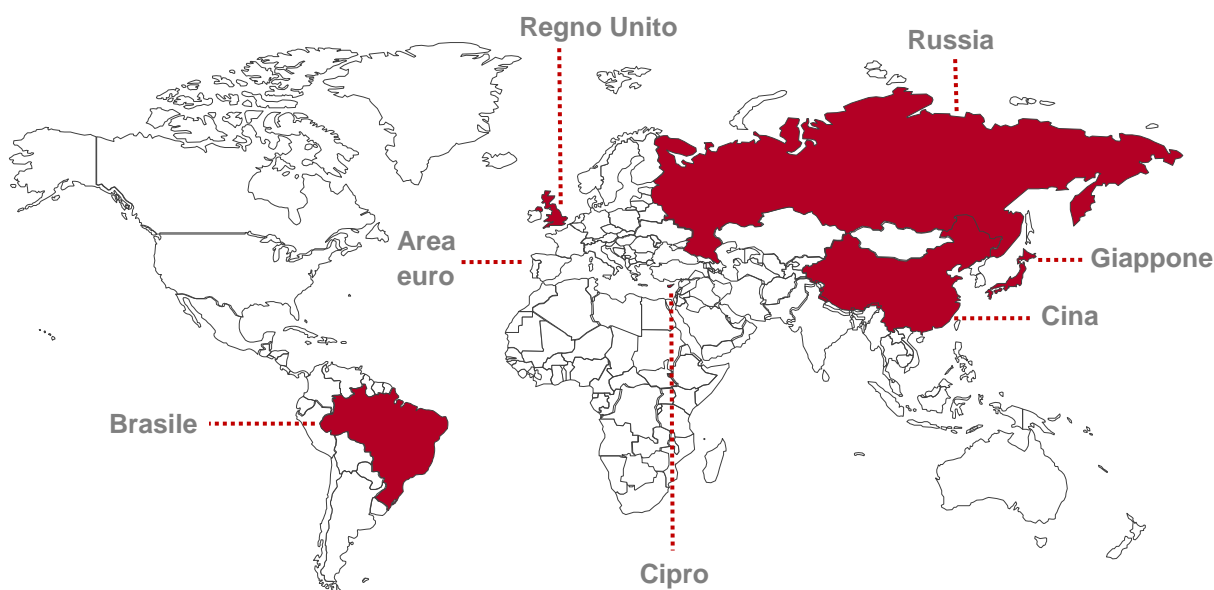 Regno Unito
Russia
Area
euro
Giappone
Cina
Brasile
Cipro